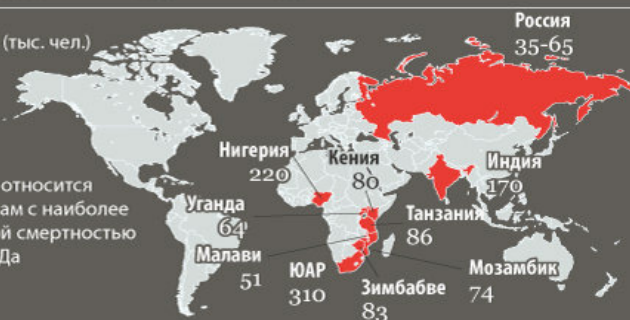 Россия
35-65
(тыс. чел.)
Нигерия
220
Кения
80
Индия
170
относится
ам с наиболее
й смертностью
Да
Уганда
64
Танзания
86
Малави
51
ЮАР
310
Зимбабве
83
Мозамбик
74